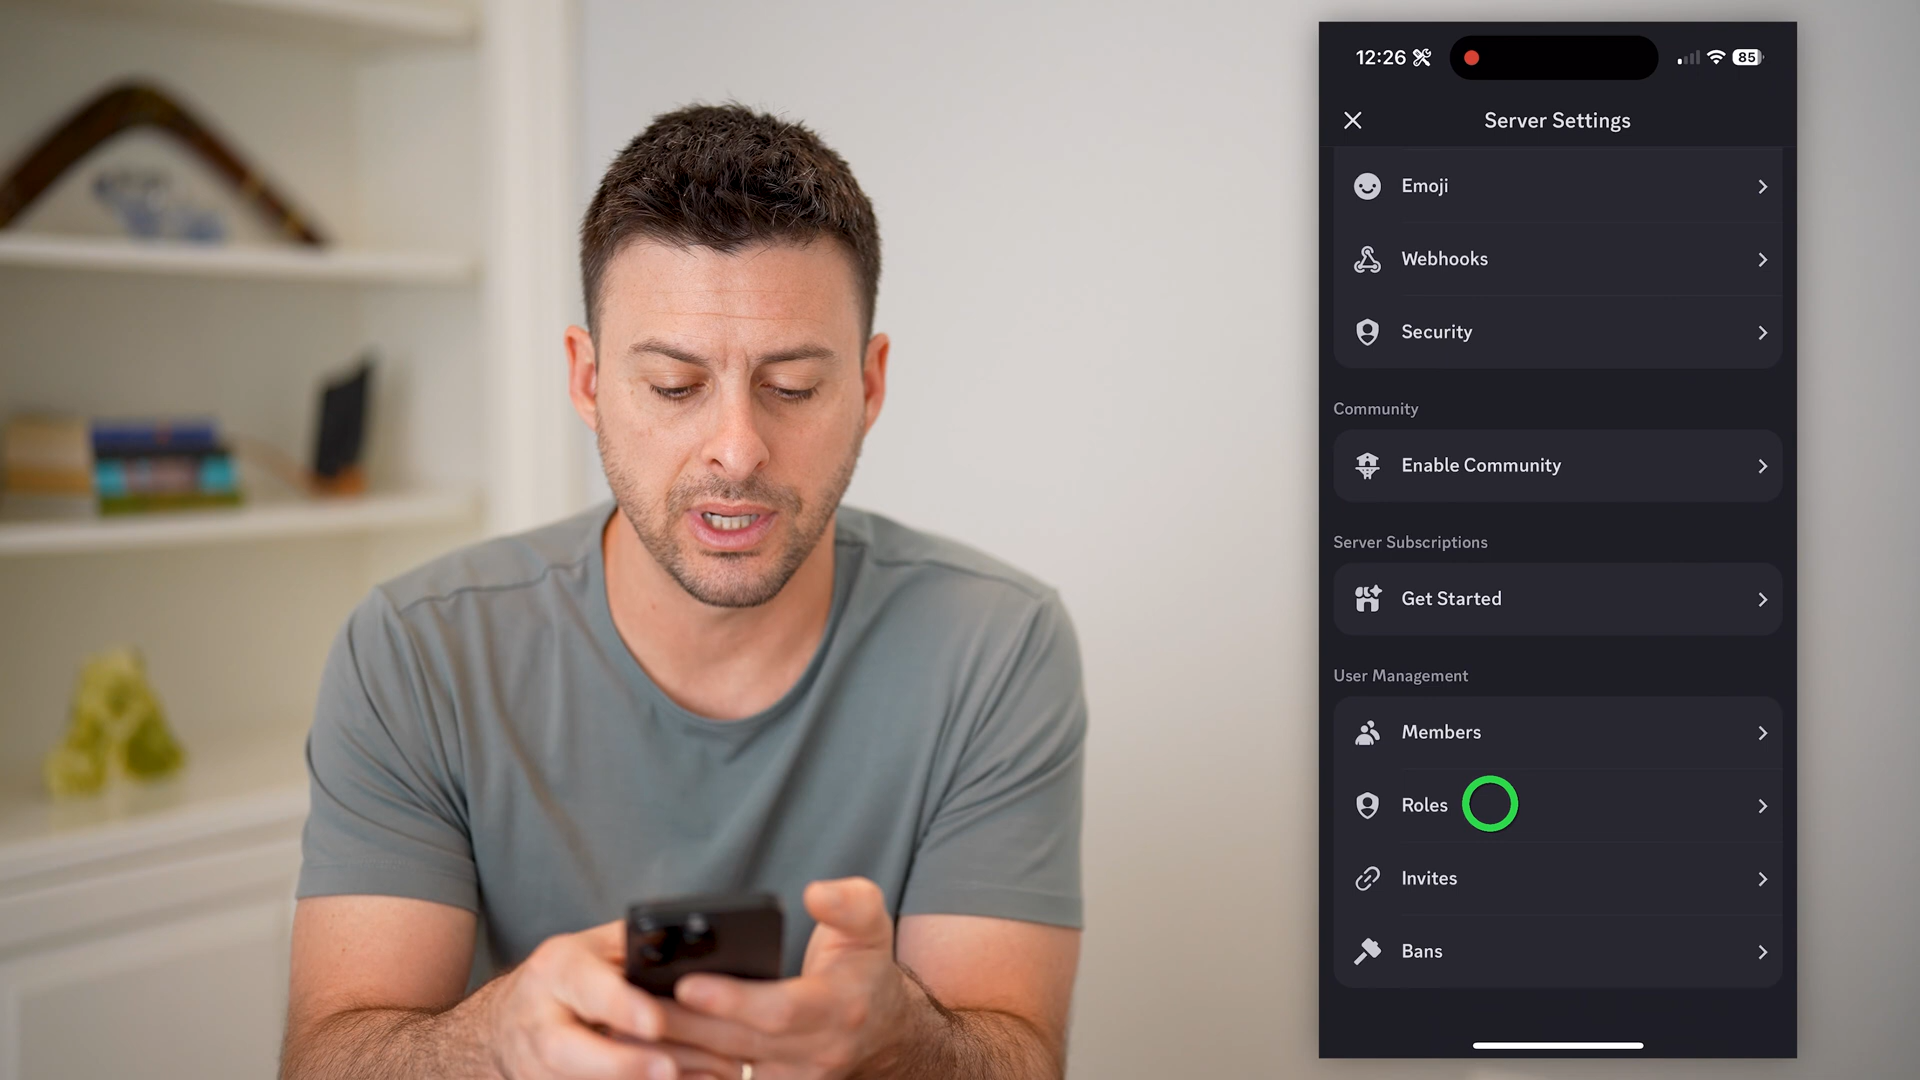 12:26
85
Server Settings
Emoji
Webhooks
Security
Community
Enable Community
Server Subscriptions
Get Started
User Management
Members
Roles
Invites
Bans